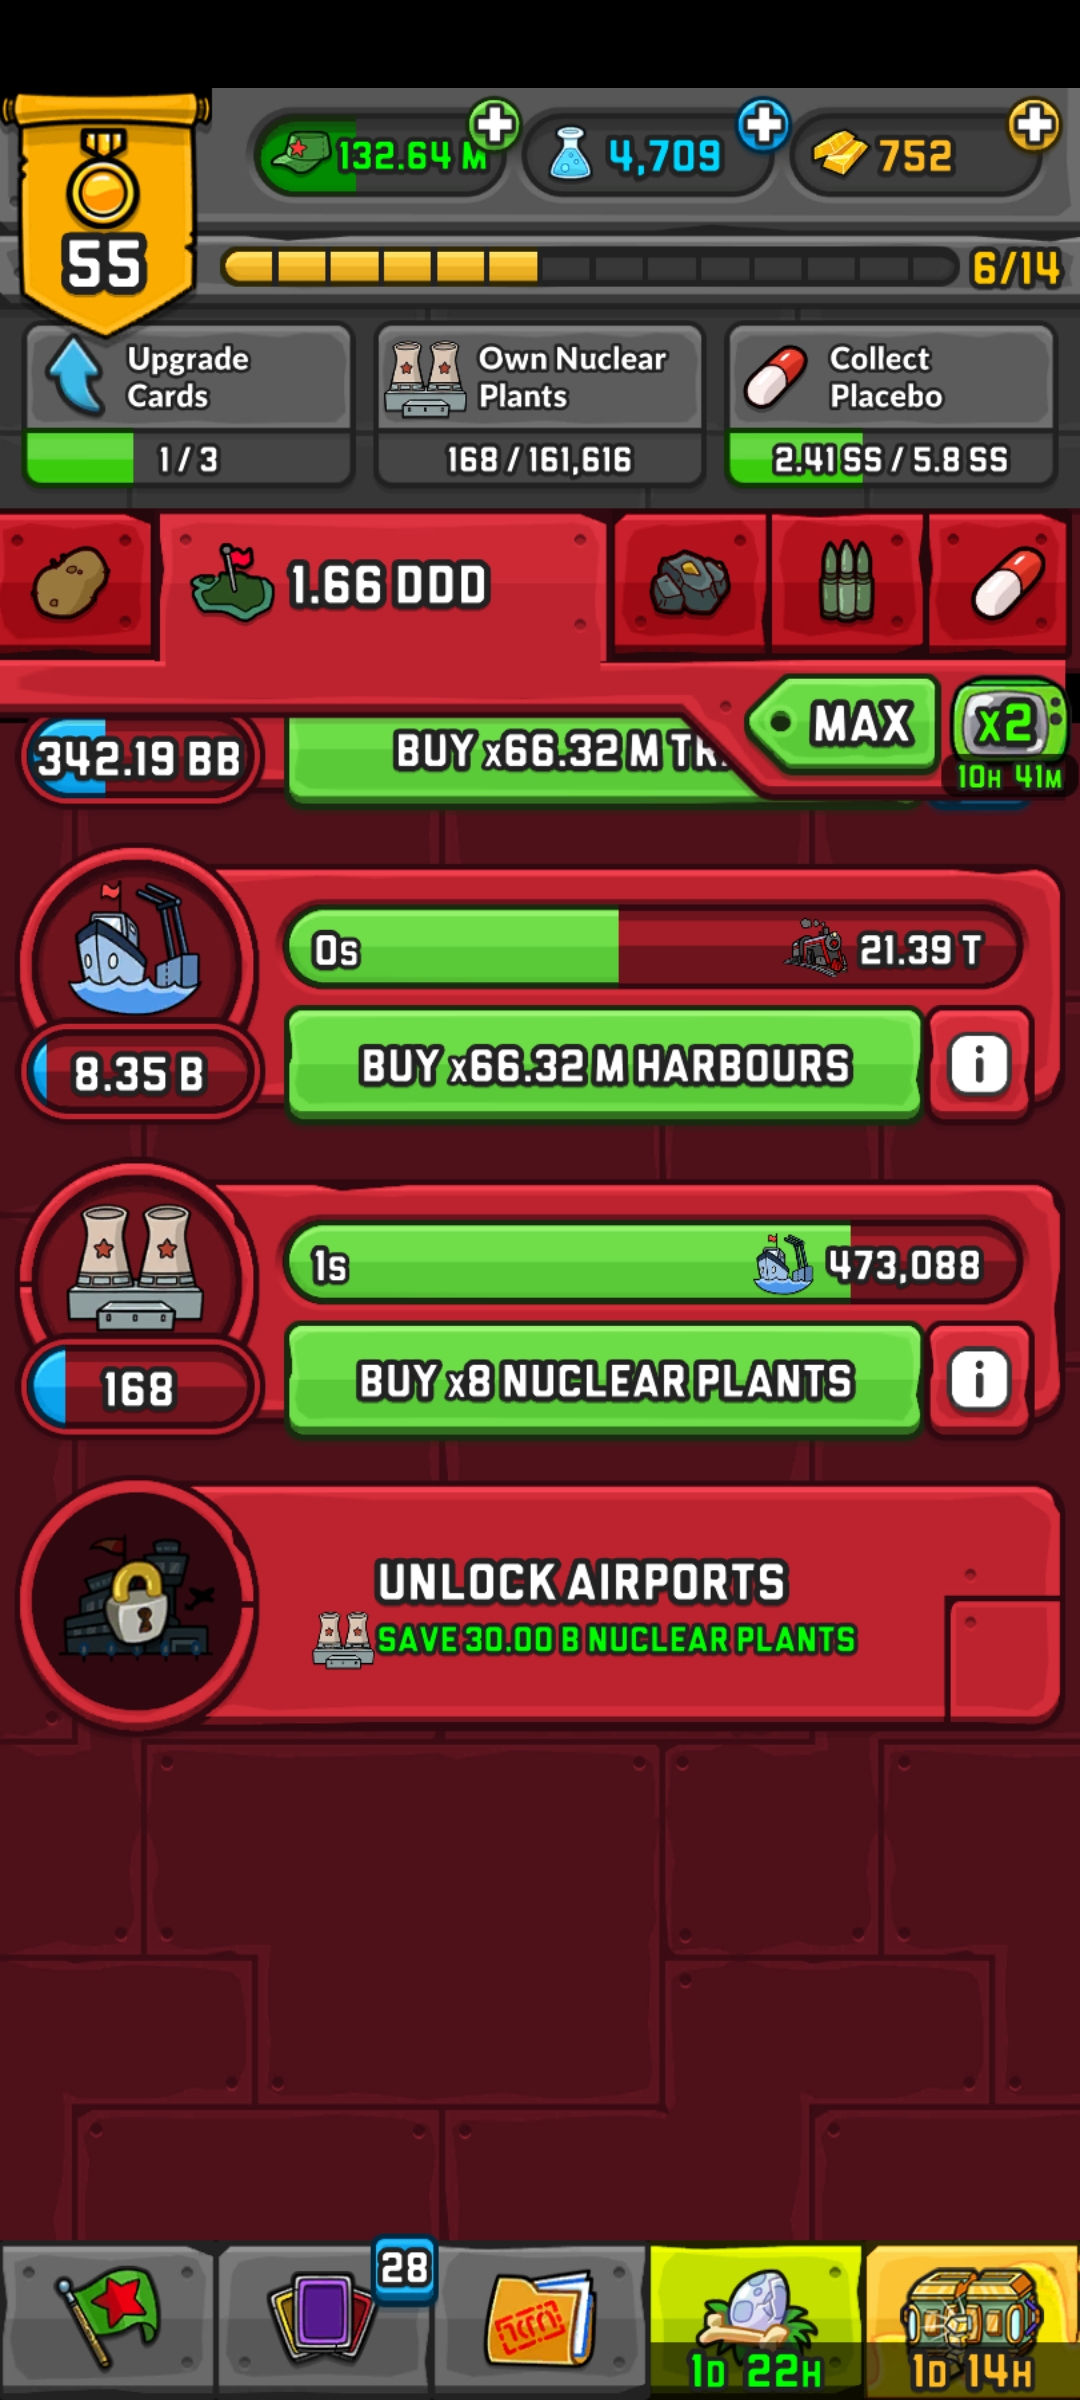 55
132.64 M
4,709
752
6/14
Upgrade
Cards
1 / 3
Own Nuclear
Plants
168 / 161,616
Collect
Placebo
2.41 SS / 5.8 SS
1.66 DDD
MAX
x2
10H 41M
342.19 BB
BUY x66.32 M
0s
21.39 T
8.35 B
BUY x66.32 M HARBOURS
i
1s
473,088
168
BUY x8 NUCLEAR PLANTS
i
UNLOCK AIRPORTS
SAVE 30.00 B NUCLEAR PLANTS
28
1D 22H
1D 14H